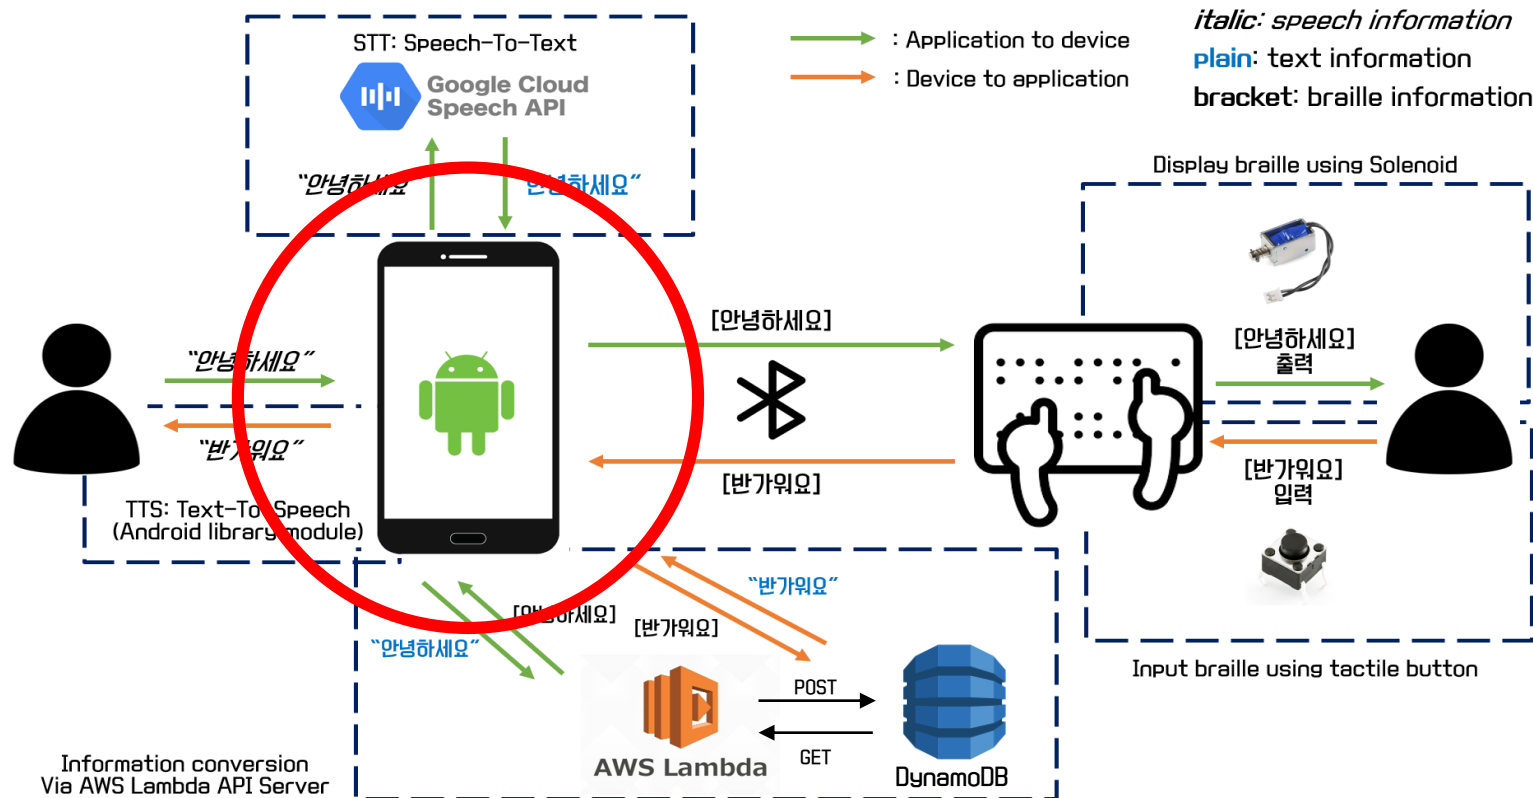 STT: Speech-To-Text
Google Cloud
Speech API
: Application to device
: Device to application
italic: speech information
plain: text information
bracket: braille information
"안녕하세요"
"안녕하세요"
Display braille using Solenoid
[안녕하세요]
[안녕하세요]
출력
"안녕하세요"
"반가워요"
[반가워요]
[반가워요]
입력
TTS: Text-To-Speech
(Android library module)
"안녕하세요"
[안녕하세요]
[반가워요]
"반가워요"
Input braille using tactile button
POST
GET
AWS Lambda
DynamoDB
Information conversion
Via AWS Lambda API Server